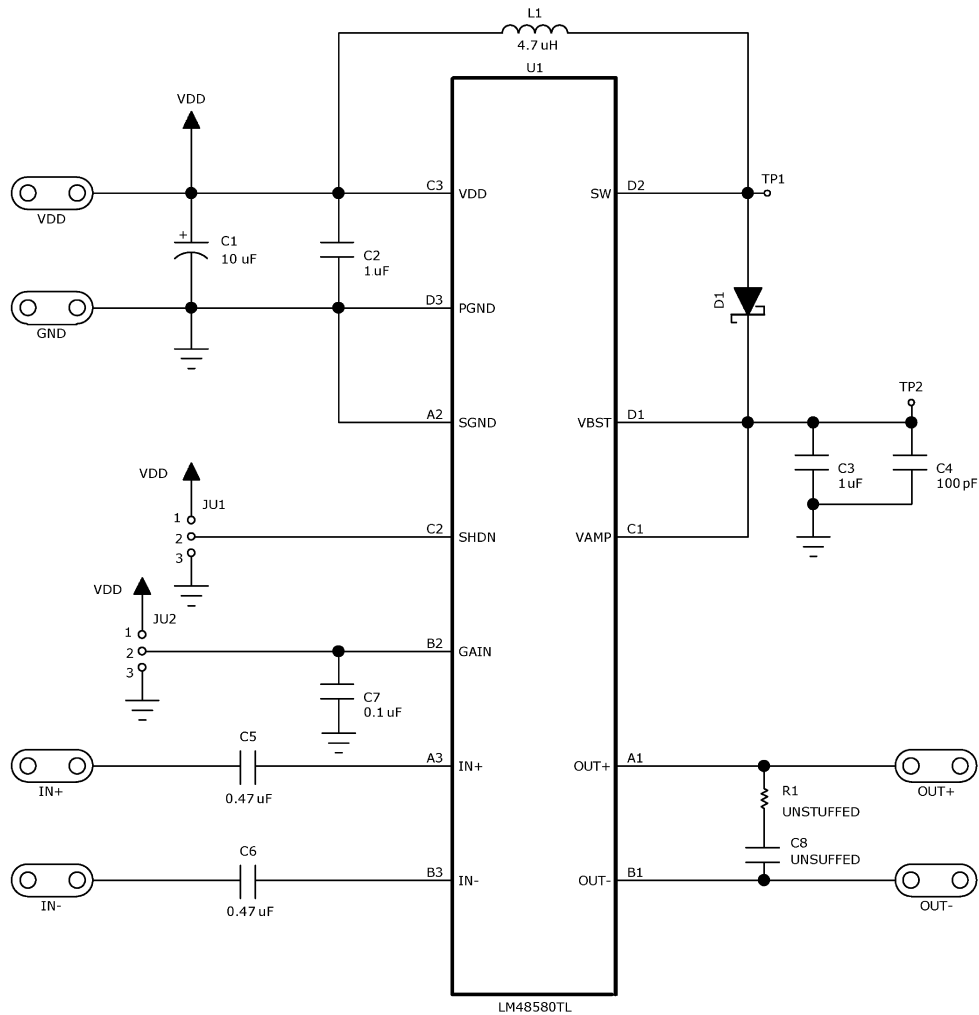 L1
4.7 uH
U1
VDD
C3 VDD
SW D2
TP1
VDD
+
C1
10 uF
C2
1 uF
D1
D3 PGND
GND
TP2
A2 SGND
VBST D1
VDD
C3
1 uF
C4
100 pF
JU1
1
2
3
C2 SHDN
VAMP C1
VDD
JU2
1
2
3
B2 GAIN
C7
0.1 uF
C5
0.47 uF
IN+
A3 IN+
OUT+ A1
R1
UNSTUFFED
OUT+
C8
UNSUFFED
C6
0.47 uF
IN-
B3 IN-
OUT- B1
OUT-
LM48580TL